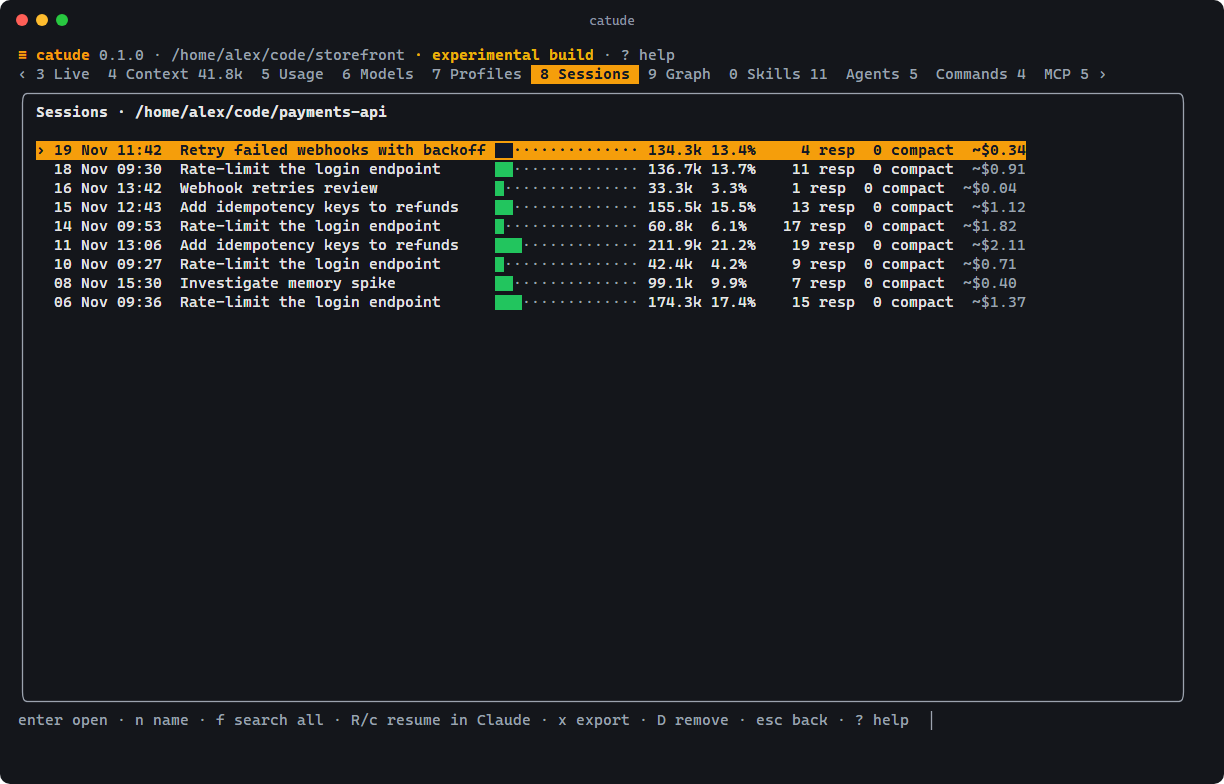 catude
≡ catude 0.1.0 · /home/alex/code/storefront · experimental build · ? help
‹ 3 Live  4 Context 41.8k  5 Usage  6 Models  7 Profiles  8 Sessions  9 Graph  0 Skills 11  Agents 5  Commands 4  MCP 5 ›
Sessions · /home/alex/code/payments-api
› 19 Nov 11:42  Retry failed webhooks with backoff ·············· 134.3k 13.4%     4 resp  0 compact  ~$0.34
18 Nov 09:30  Rate-limit the login endpoint ·············· 136.7k 13.7%    11 resp  0 compact  ~$0.91
16 Nov 13:42  Webhook retries review ··············· 33.3k  3.3%     1 resp  0 compact  ~$0.04
15 Nov 12:43  Add idempotency keys to refunds ·············· 155.5k 15.5%    13 resp  0 compact  ~$1.12
14 Nov 09:53  Rate-limit the login endpoint ··············· 60.8k  6.1%    17 resp  0 compact  ~$1.82
11 Nov 13:06  Add idempotency keys to refunds ············· 211.9k 21.2%    19 resp  0 compact  ~$2.11
10 Nov 09:27  Rate-limit the login endpoint ··············· 42.4k  4.2%     9 resp  0 compact  ~$0.71
08 Nov 15:30  Investigate memory spike ·············· 99.1k  9.9%     7 resp  0 compact  ~$0.40
06 Nov 09:36  Rate-limit the login endpoint ············· 174.3k 17.4%    15 resp  0 compact  ~$1.37
enter open · n name · f search all · R/c resume in Claude · x export · D remove · esc back · ? help